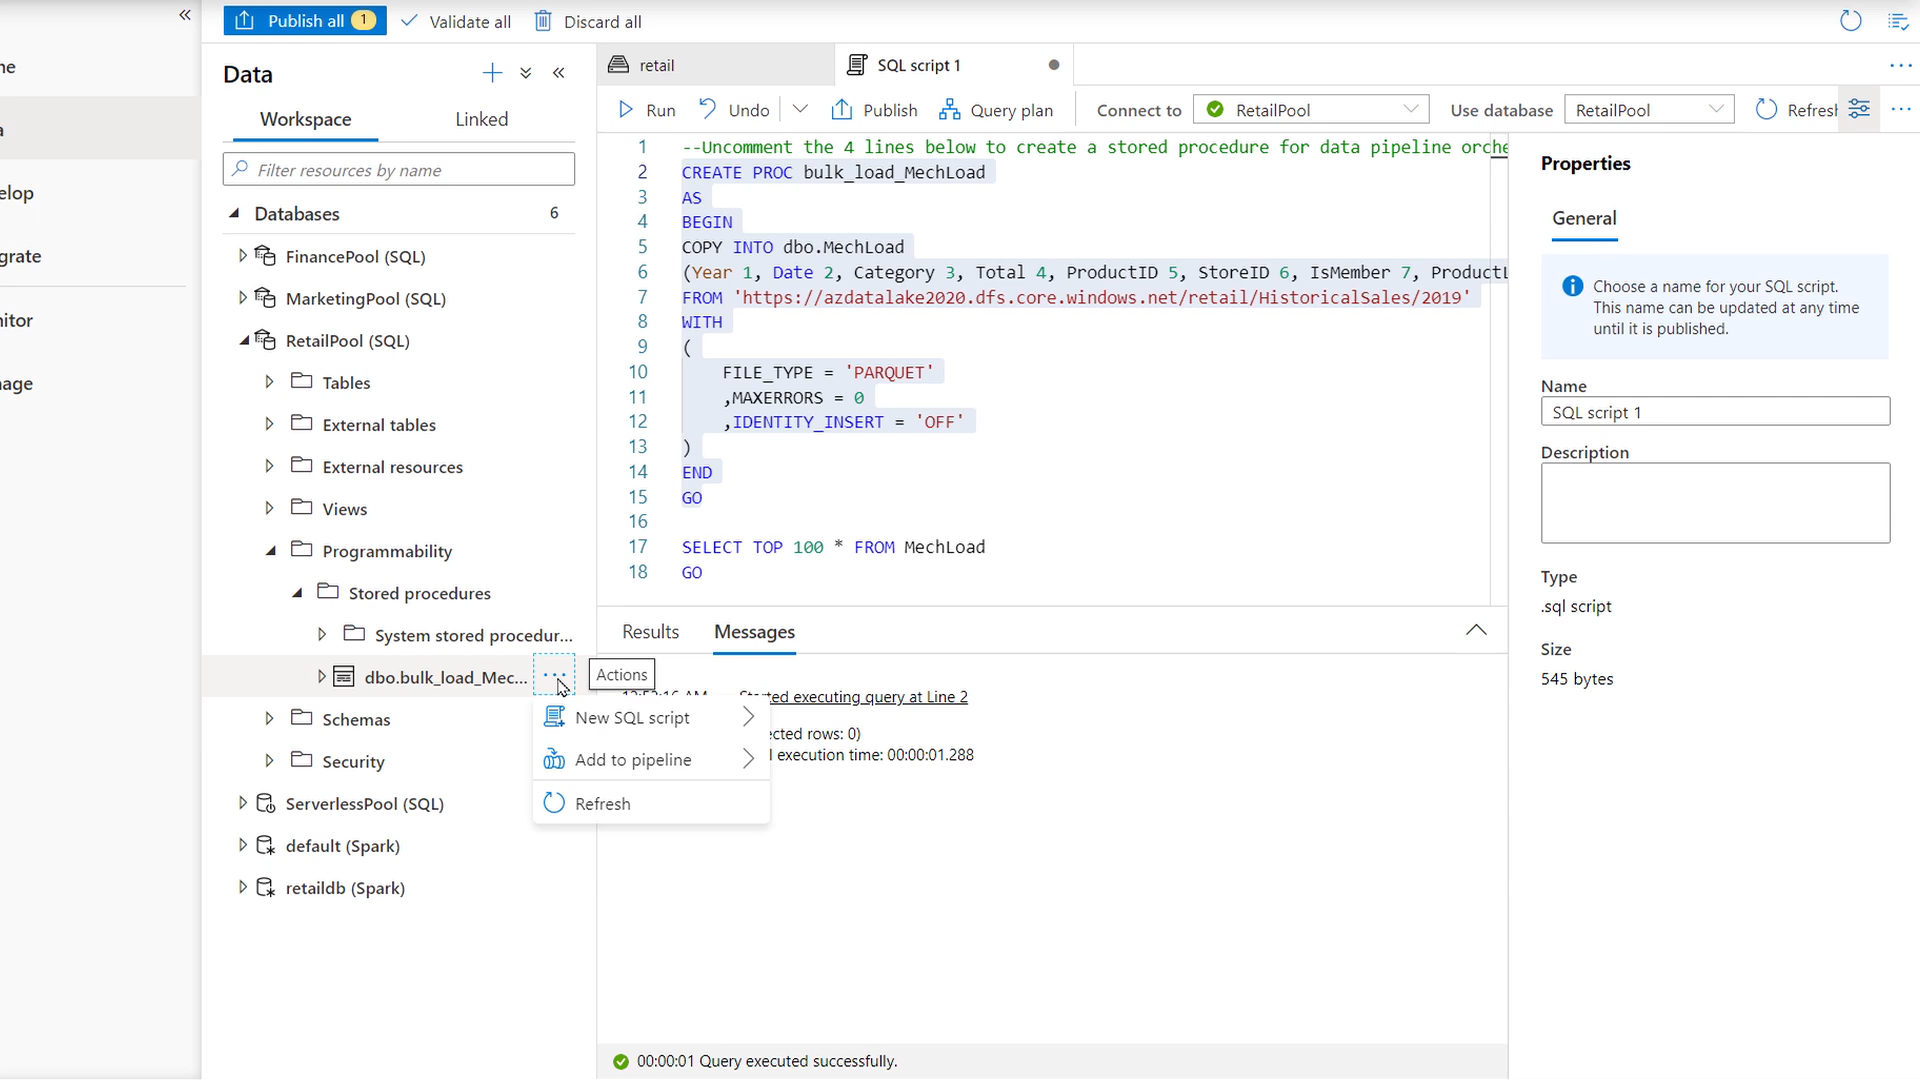 Publish all 1 Validate all Discard all
Data
Workspace Linked
Filter resources by name
Databases 6
FinancePool (SQL)
MarketingPool (SQL)
RetailPool (SQL)
Tables
External tables
External resources
Views
Programmability
Stored procedures
System stored procedur...
dbo.bulk_load_Mec... ...
Actions
New SQL script
Add to pipeline
Refresh
Schemas
Security
ServerlessPool (SQL)
default (Spark)
retaildb (Spark)
retail SQL script 1
Run Undo Publish Query plan Connect to RetailPool Use database RetailPool Refresh
1 --Uncomment the 4 lines below to create a stored procedure for data pipeline orche
2 CREATE PROC bulk_load_MechLoad
3 AS
4 BEGIN
5 COPY INTO dbo.MechLoad
6 (Year 1, Date 2, Category 3, Total 4, ProductID 5, StoreID 6, IsMember 7, ProductL
7 FROM 'https://azdatalake2020.dfs.core.windows.net/retail/HistoricalSales/2019'
8 WITH
9 (
10 FILE_TYPE = 'PARQUET'
11 ,MAXERRORS = 0
12 ,IDENTITY_INSERT = 'OFF'
13 )
14 END
15 GO
16
17 SELECT TOP 100 * FROM MechLoad
18 GO
Results Messages
ted executing query at Line 2
ected rows: 0)
l execution time: 00:00:01.288
00:00:01 Query executed successfully.
Properties
General
Choose a name for your SQL script.
This name can be updated at any time
until it is published.
Name
SQL script 1
Description
Type
.sql script
Size
545 bytes
me
a
elop
grate
nitor
nage